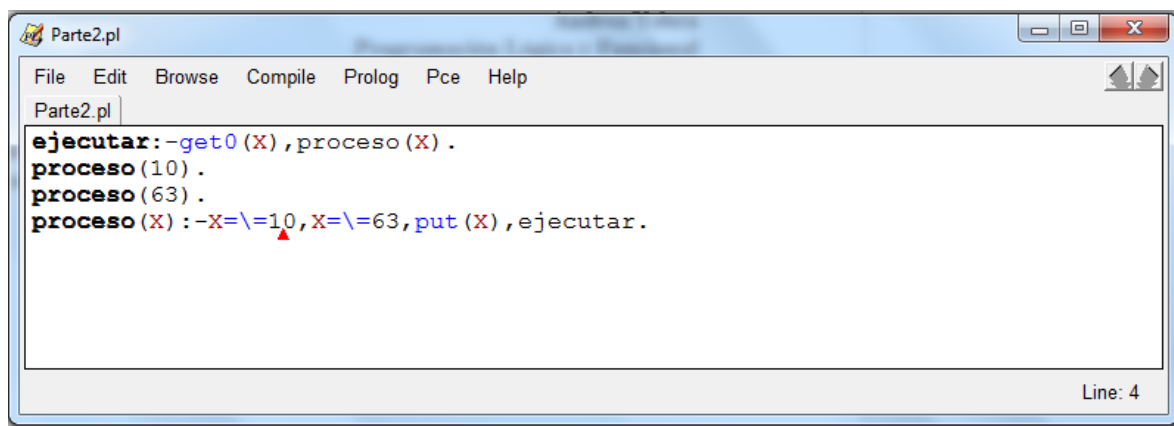 Parte2.pl
File Edit Browse Compile Prolog Pce Help
Parte2.pl
ejecutar:-get0(X),proceso(X).
proceso(10).
proceso(63).
proceso(X):-X=\=10,X=\=63,put(X),ejecutar.
Line: 4